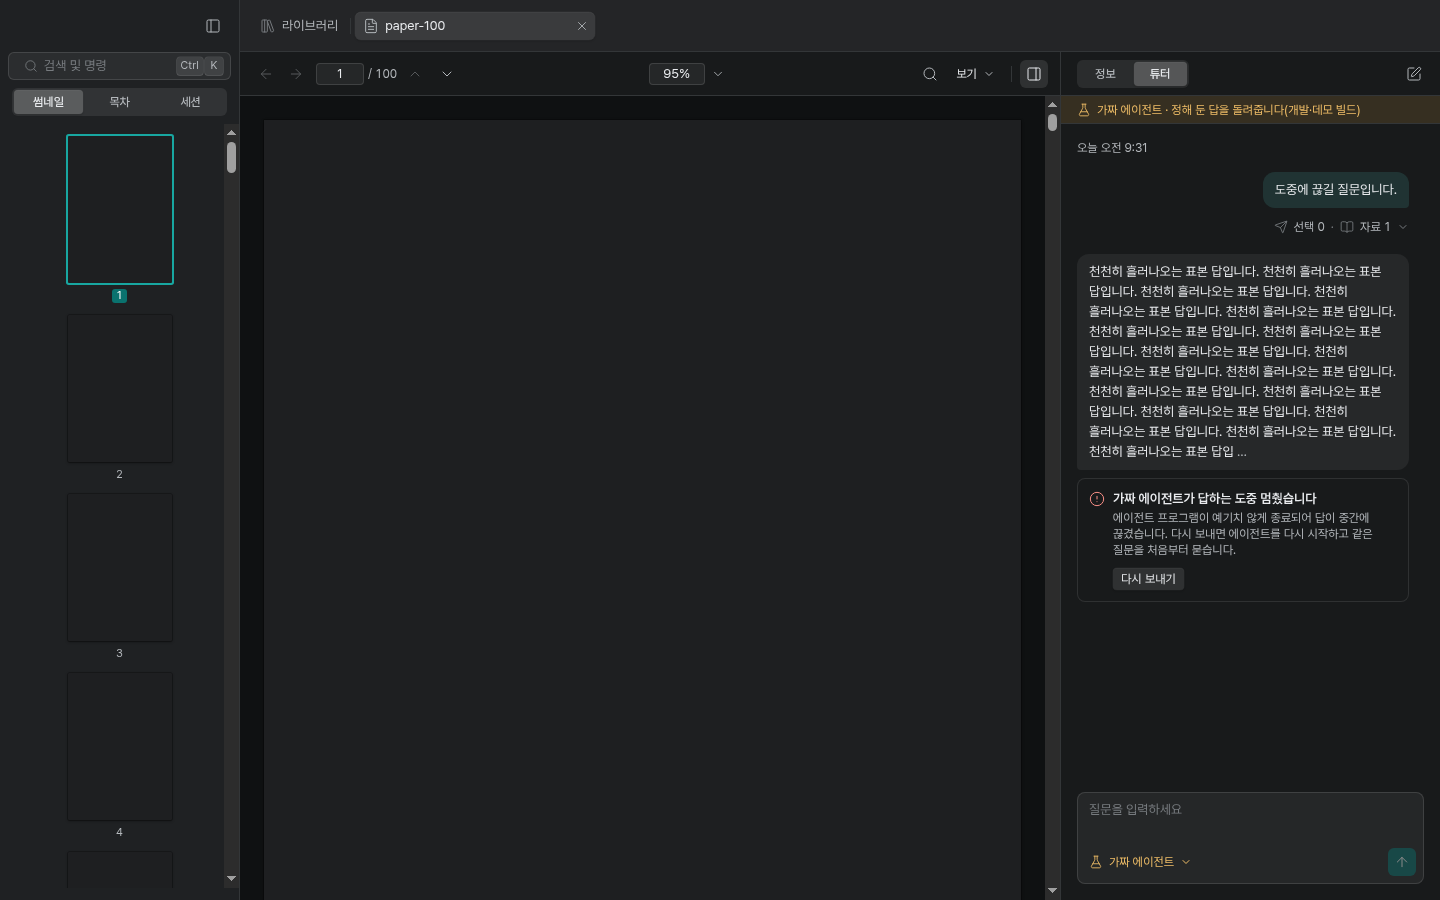 라이브러리
paper-100
검색 및 명령 Ctrl K
썸네일 목차 세션
1
2
3
4
1 / 100
95%
보기
정보 튜터
가짜 에이전트 · 정해 둔 답을 돌려줍니다(개발·데모 빌드)
오늘 오전 9:31
도중에 끊길 질문입니다.
선택 0 · 자료 1
천천히 흘러나오는 표본 답입니다. 천천히 흘러나오는 표본
답입니다. 천천히 흘러나오는 표본 답입니다. 천천히
흘러나오는 표본 답입니다. 천천히 흘러나오는 표본 답입니다.
천천히 흘러나오는 표본 답입니다. 천천히 흘러나오는 표본
답입니다. 천천히 흘러나오는 표본 답입니다. 천천히
흘러나오는 표본 답입니다. 천천히 흘러나오는 표본 답입니다.
천천히 흘러나오는 표본 답입니다. 천천히 흘러나오는 표본
답입니다. 천천히 흘러나오는 표본 답입니다. 천천히
흘러나오는 표본 답입니다. 천천히 흘러나오는 표본 답입니다.
천천히 흘러나오는 표본 답입 ...
가짜 에이전트가 답하는 도중 멈췄습니다
에이전트 프로그램이 예기치 않게 종료되어 답이 중간에
끊겼습니다. 다시 보내면 에이전트를 다시 시작하고 같은
질문을 처음부터 묻습니다.
다시 보내기
질문을 입력하세요
가짜 에이전트